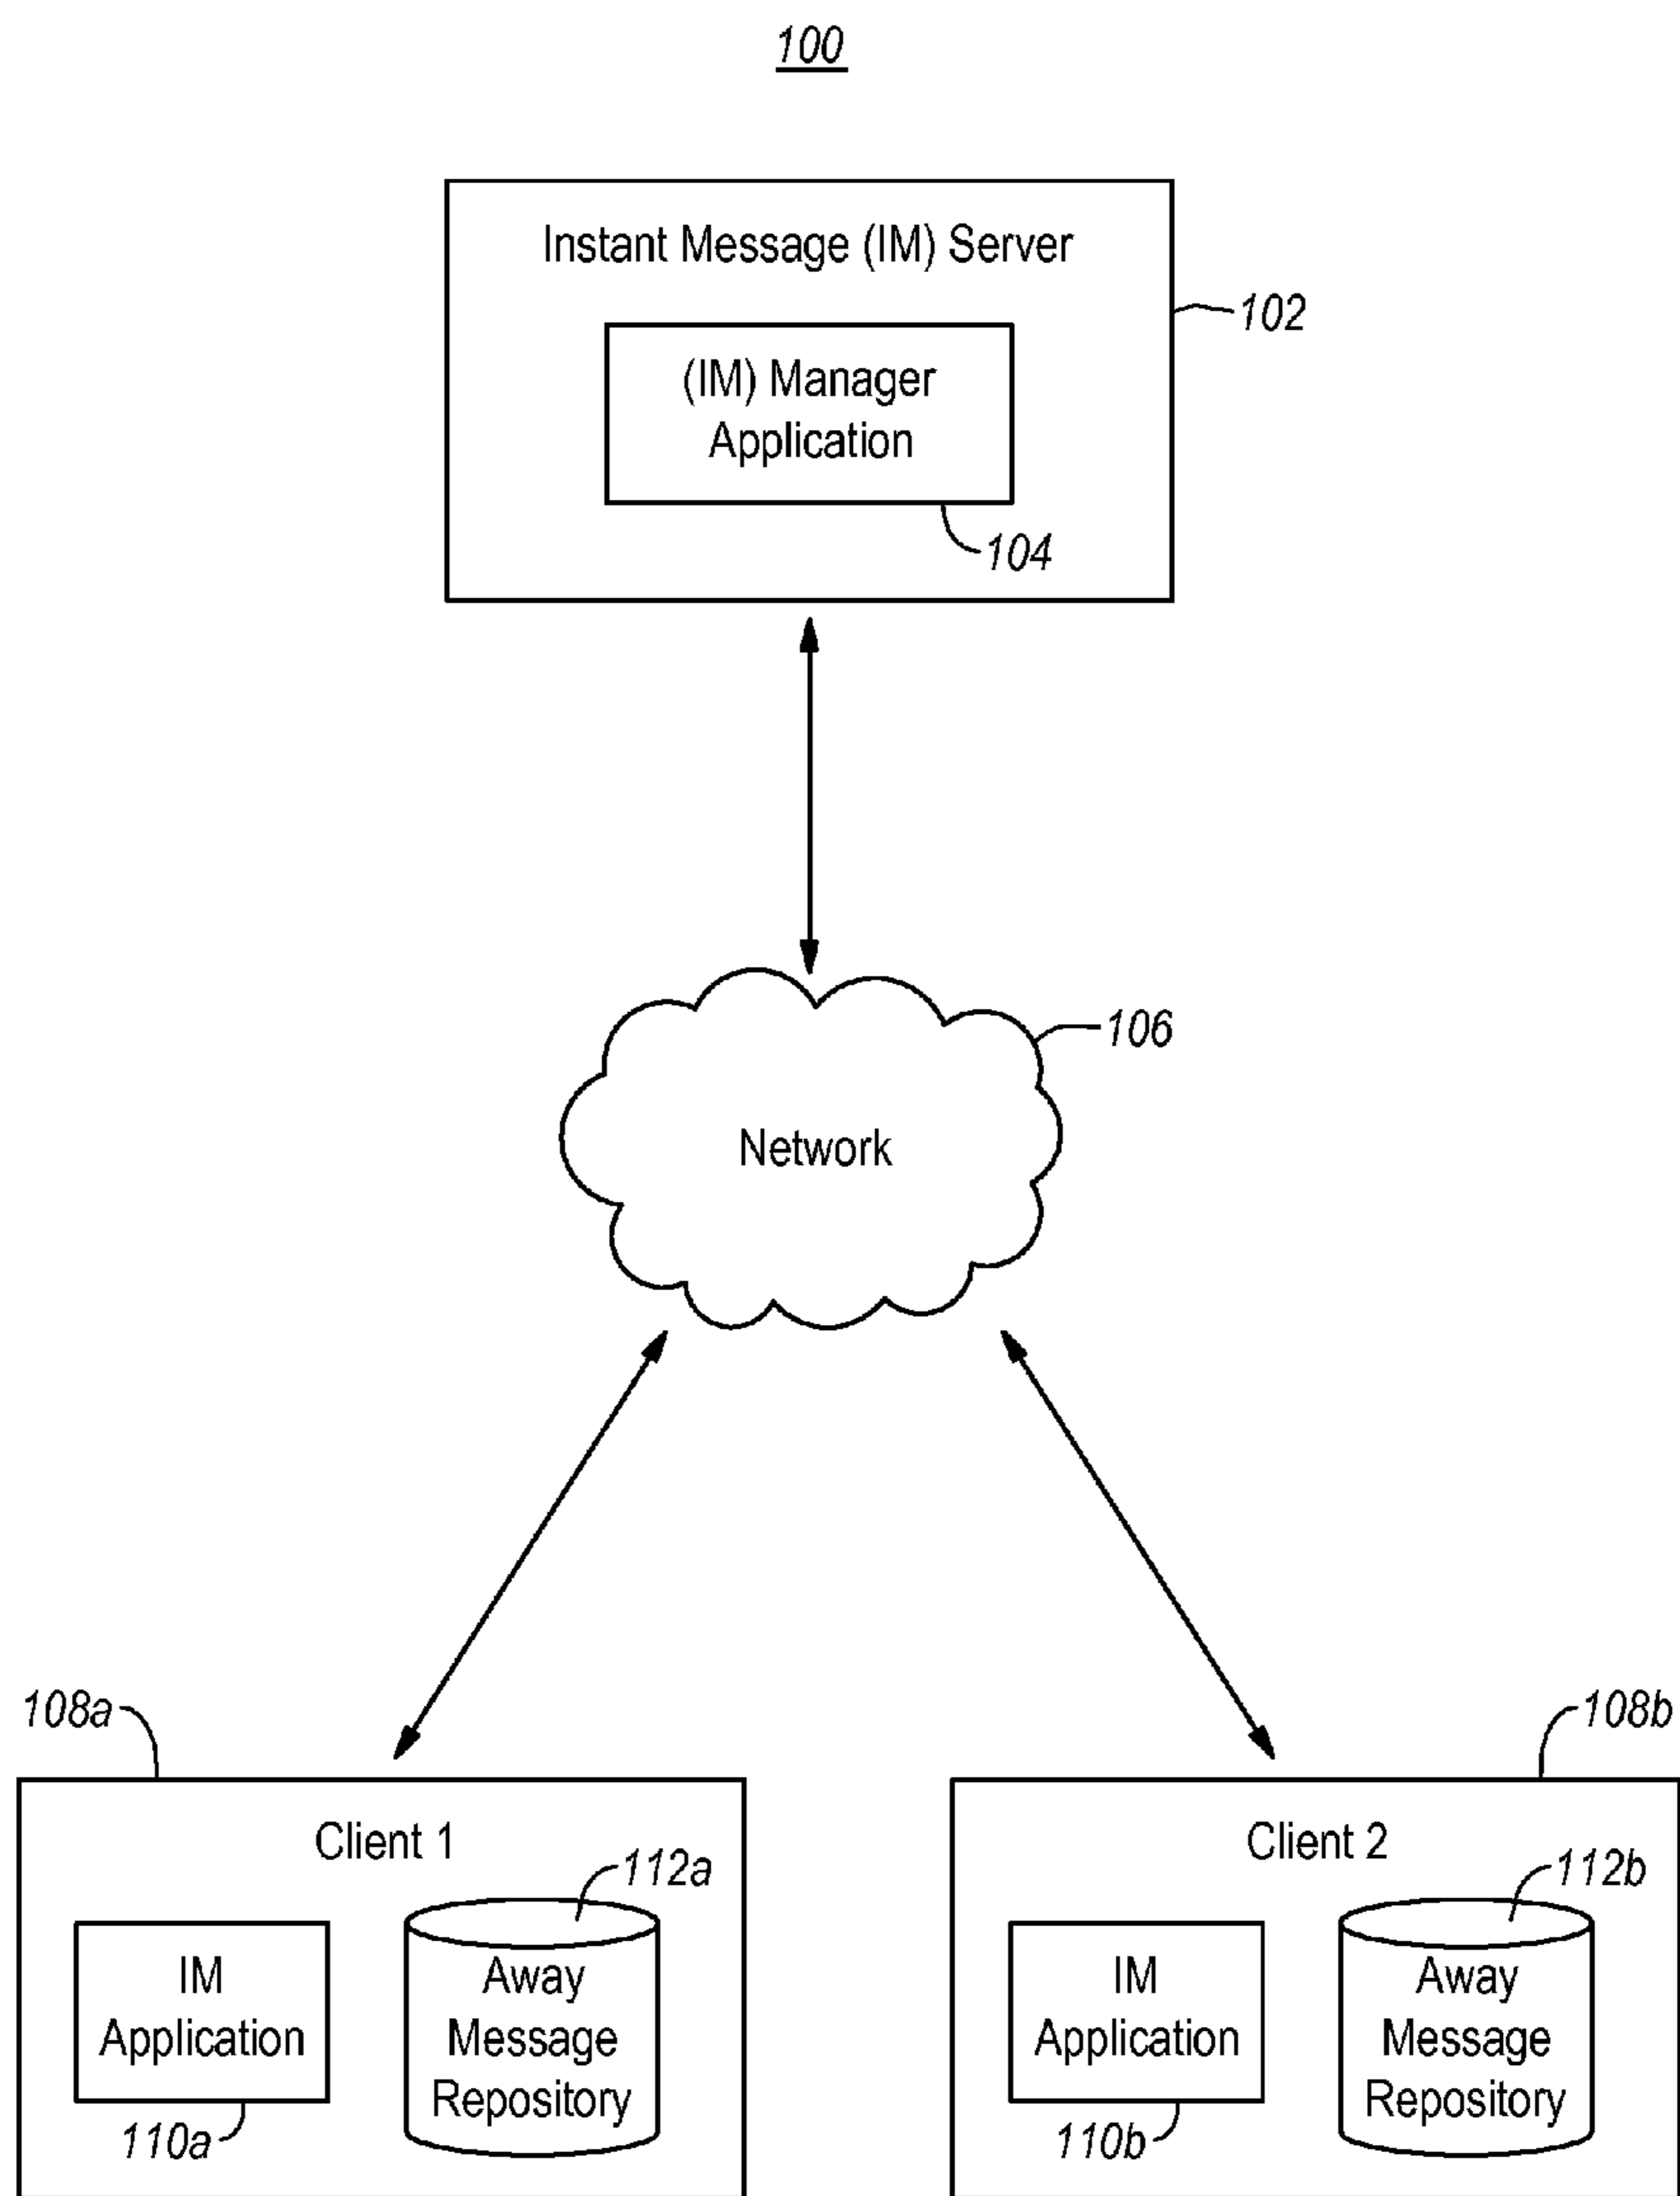 100
Instant Message (IM) Server
102
(IM) Manager
Application
104
106
Network
108a
108b
Client 1
112a
IM
Application
Away
Message
Repository
110a
Client 2
112b
IM
Application
Away
Message
Repository
110b